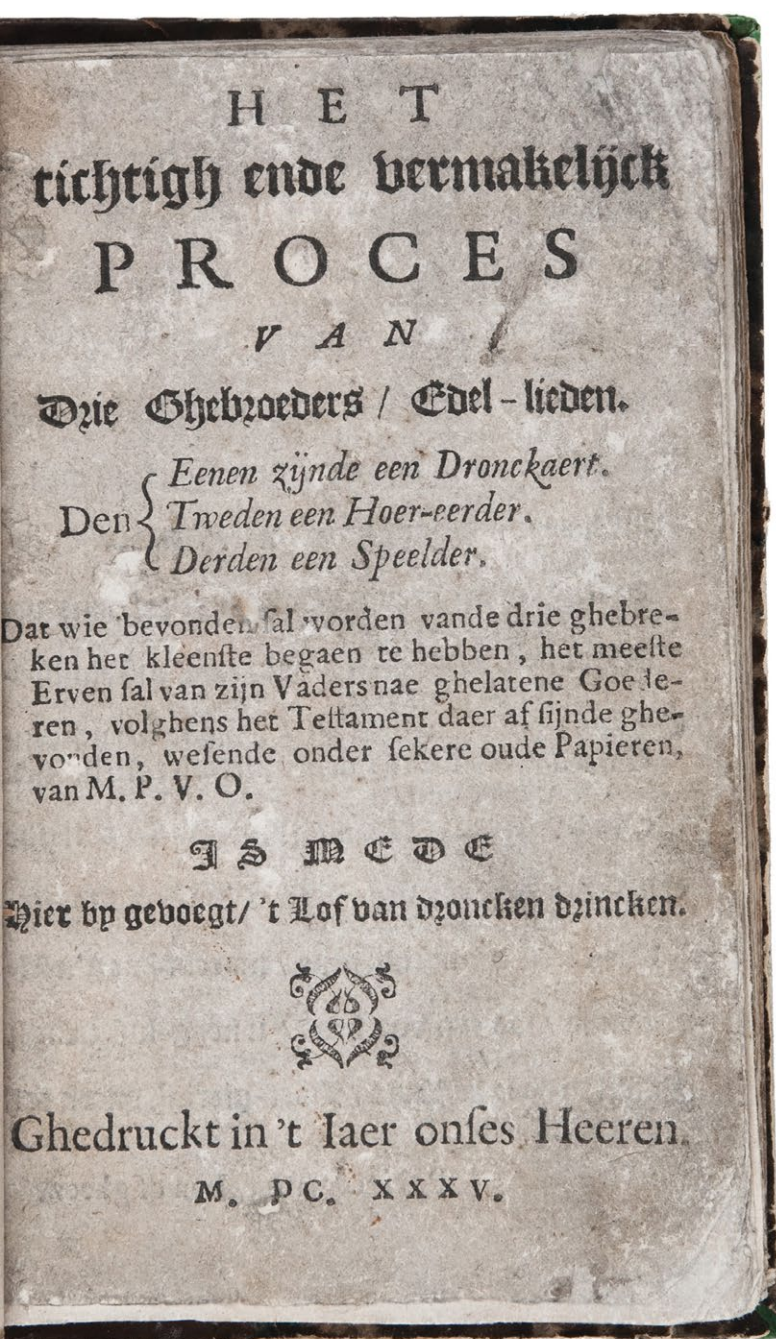 HET
tichtigh ende vermakelijck
PROCES
VAN
Drie Ghebroeders / Edel-lieden.
Eenen zijnde een Dronckaert.
Den Tweden een Hoer-eerder.
Derden een Speelder.
Dat wie bevonden sal worden vande drie ghebre-
ken het kleenſte begaen te hebben, het meeſte
Erven ſal van zijn Vaders nae ghelatene Goede-
ren, volghens het Teſtament daer af ſijnde ghe-
vonden, weſende onder ſekere oude Papieren,
van M. P. V. O.
IS MEDE
Hier by gevoegt/ 't Lof van droncken drincken.
Ghedruckt in 't Iaer onſes Heeren.
M. DC. XXXV.